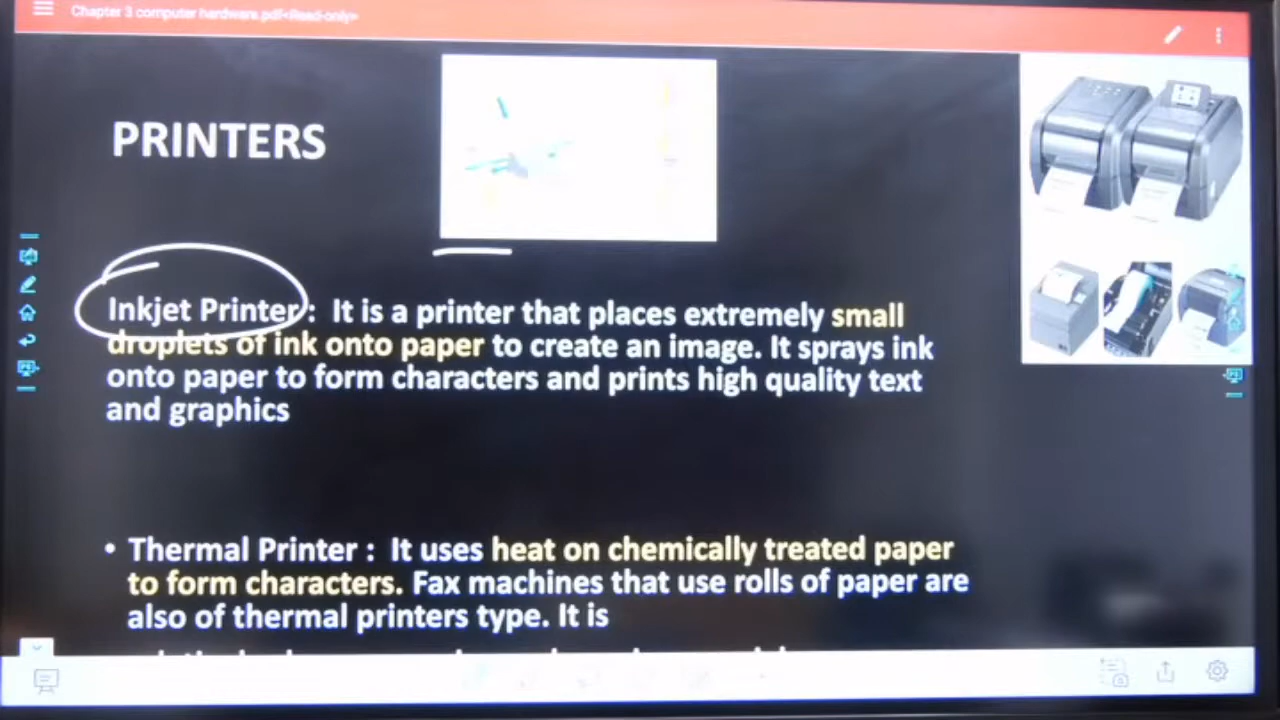 Chapter 3 computer hardware.pdf<Read-only>
PRINTERS
Inkjet Printer : It is a printer that places extremely small
droplets of ink onto paper to create an image. It sprays ink
onto paper to form characters and prints high quality text
and graphics
• Thermal Printer : It uses heat on chemically treated paper
to form characters. Fax machines that use rolls of paper are
also of thermal printers type. It is